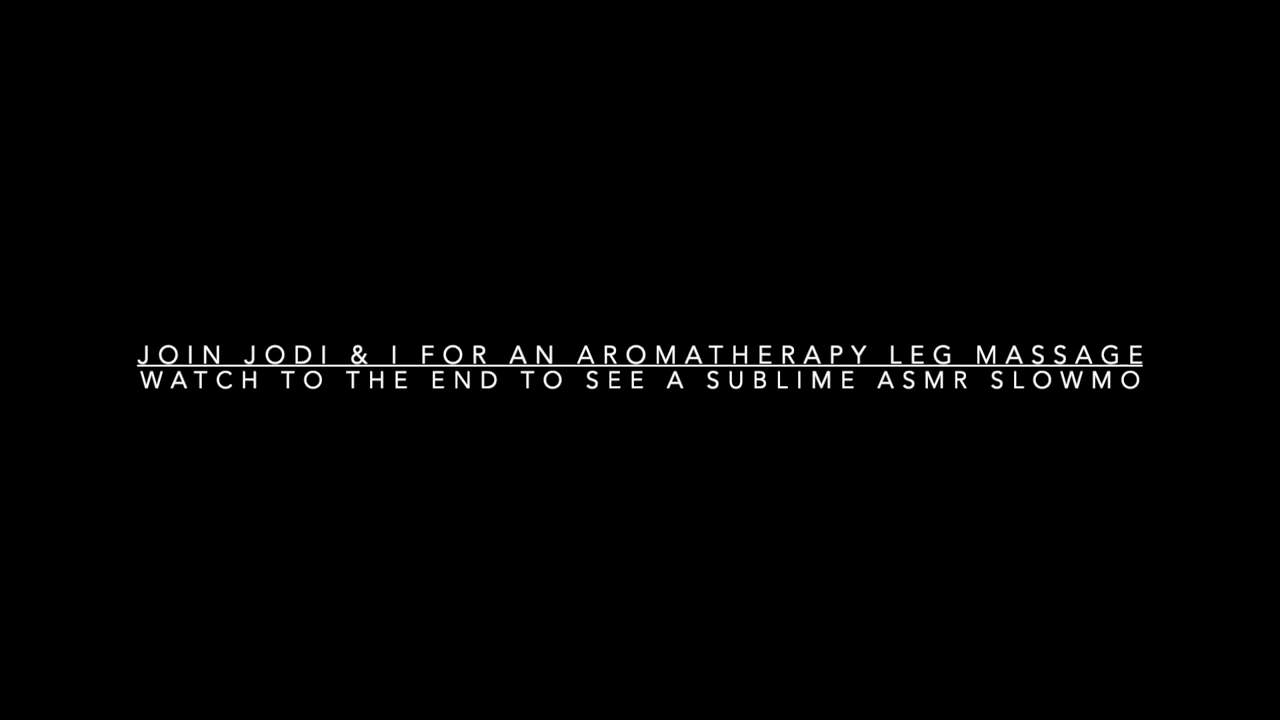 JOIN JODI & I FOR AN AROMATHERAPY LEG MASSAGE
WATCH TO THE END TO SEE A SUBLIME ASMR SLOWMO